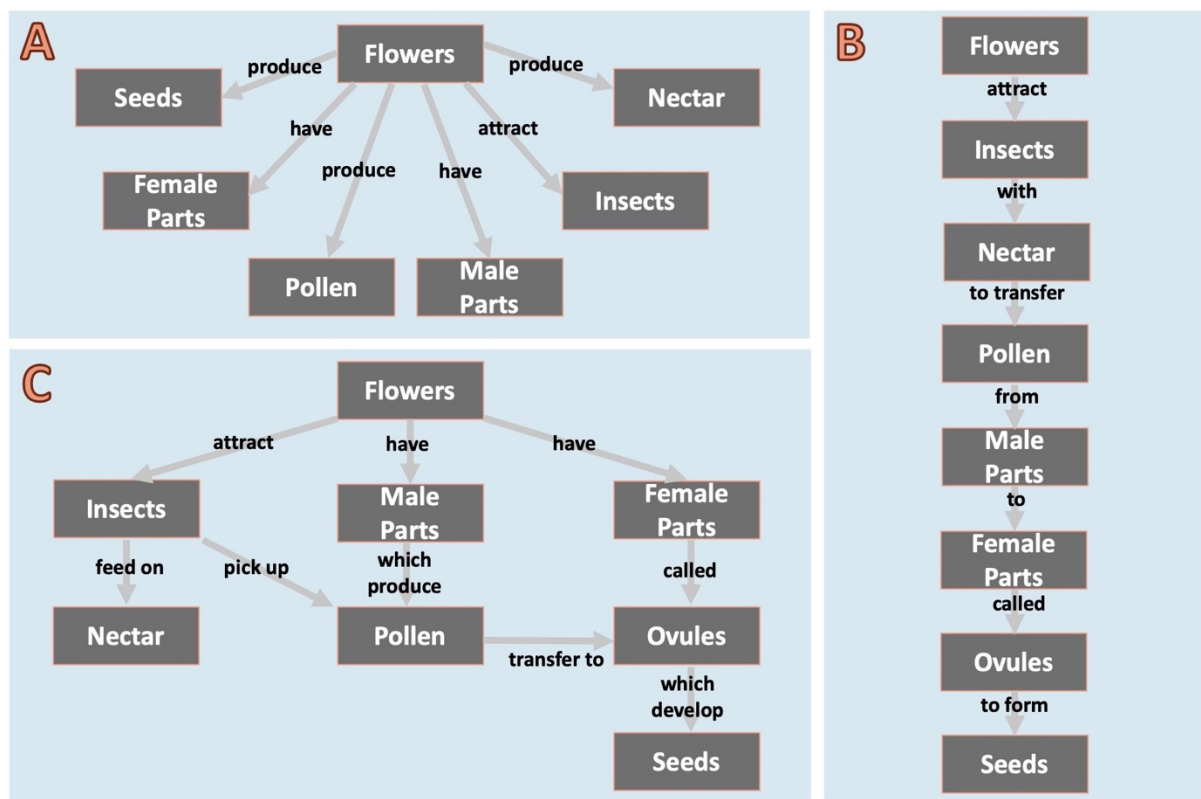 A
Flowers
produce
produce
Seeds
Nectar
have
attract
produce
have
Female
Parts
Insects
Pollen
Male
Parts
B
Flowers
attract
Insects
with
Nectar
to transfer
Pollen
from
Male
Parts
to
Female
Parts
called
Ovules
to form
Seeds
C
Flowers
attract
have
have
Insects
Male
Parts
Female
Parts
feed on
pick up
which
produce
called
Nectar
Pollen
transfer to
Ovules
which
develop
Seeds